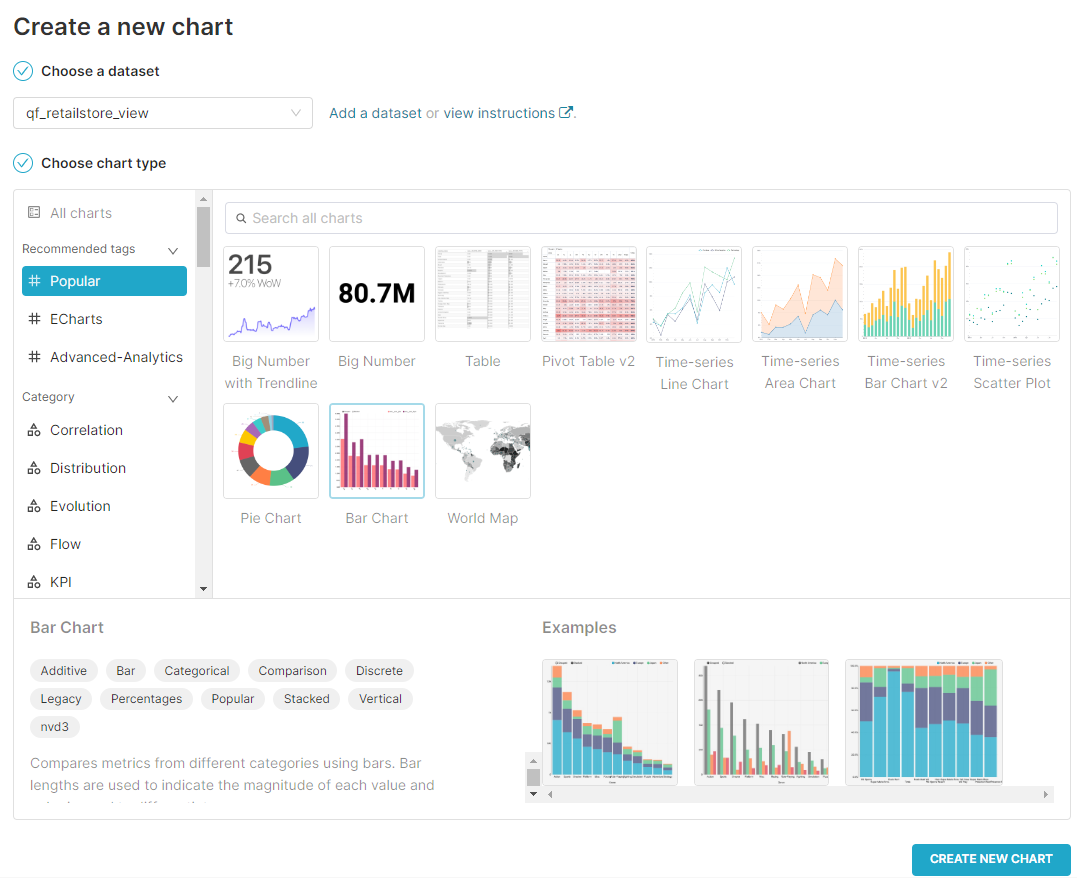 Create a new chart
Choose a dataset
qf_retailstore_view
Add a dataset or view instructions .
Choose chart type
All charts
Recommended tags
# Popular
# ECharts
# Advanced-Analytics
Category
Correlation
Distribution
Evolution
Flow
KPI
Search all charts
215
+7.0% WoW
Big Number
with Trendline
80.7M
Big Number
Table
Pivot Table v2
Time-series
Line Chart
Time-series
Area Chart
Time-series
Bar Chart v2
Time-series
Scatter Plot
Pie Chart
Bar Chart
World Map
Bar Chart
Additive Bar Categorical Comparison Discrete
Legacy Percentages Popular Stacked Vertical
nvd3
Compares metrics from different categories using bars. Bar
lengths are used to indicate the magnitude of each value and
Examples
CREATE NEW CHART